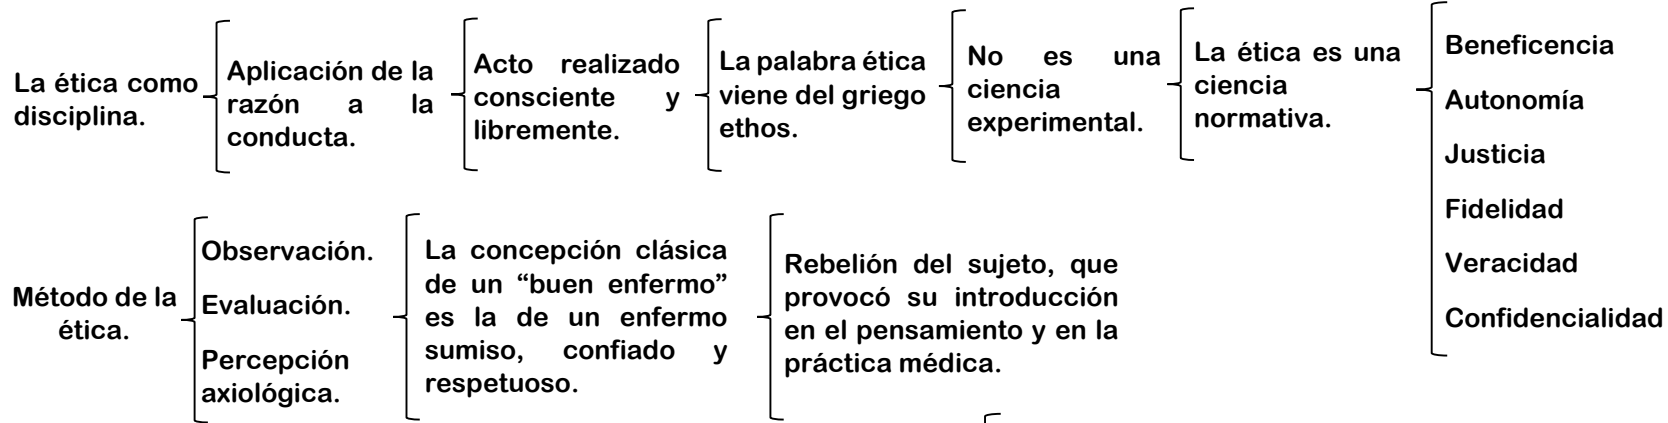 La ética como
disciplina.
Aplicación de la
razón a la
conducta.
Acto realizado
consciente y
libremente.
La palabra ética
viene del griego
ethos.
No es una
ciencia
experimental.
La ética es una
ciencia
normativa.
Beneficencia
Autonomía
Justicia
Fidelidad
Veracidad
Confidencialidad
Método de la
ética.
Observación.
Evaluación.
Percepción
axiológica.
La concepción clásica
de un “buen enfermo”
es la de un enfermo
sumiso, confiado y
respetuoso.
Rebelión del sujeto, que
provocó su introducción
en el pensamiento y en la
práctica médica.